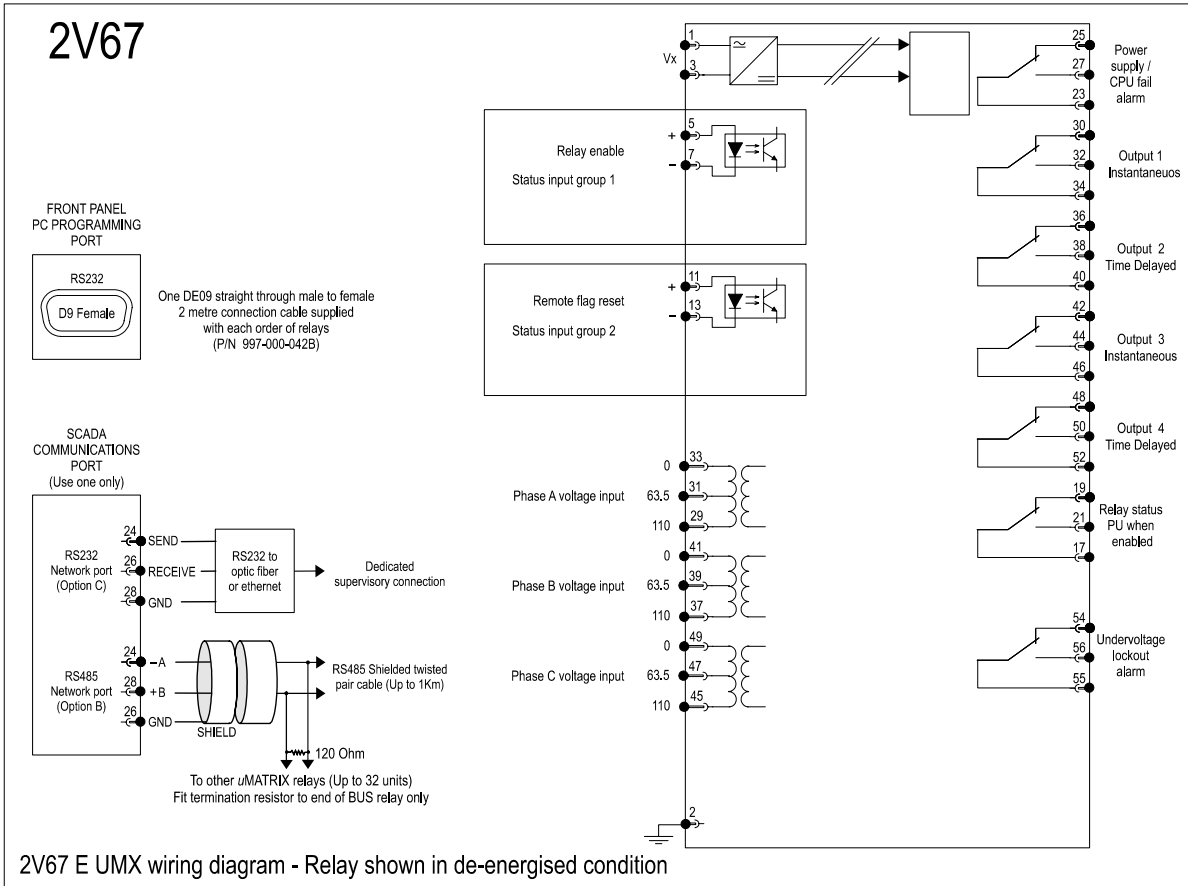 2V67
FRONT PANEL
PC PROGRAMMING
PORT
RS232
D9 Female
One DE09 straight through male to female
2 metre connection cable supplied
with each order of relays
(P/N 997-000-042B)
SCADA
COMMUNICATIONS
PORT
(Use one only)
RS232
Network port
(Option C)
24 SEND
26 RECEIVE
28 GND
RS232 to
optic fiber
or ethernet
Dedicated
supervisory connection
RS485
Network port
(Option B)
24 –A
28 +B
26 GND
SHIELD
RS485 Shielded twisted
pair cable (Up to 1Km)
120 Ohm
To other uMATRIX relays (Up to 32 units)
Fit termination resistor to end of BUS relay only
Vx
1
3
Relay enable
Status input group 1
+ 5
– 7
Remote flag reset
Status input group 2
+ 11
– 13
Phase A voltage input
0 33
63.5 31
110 29
Phase B voltage input
0 41
63.5 39
110 37
Phase C voltage input
0 49
63.5 47
110 45
2
25
27
23
Power
supply /
CPU fail
alarm
30
32
34
Output 1
Instantaneuos
36
38
40
Output 2
Time Delayed
42
44
46
Output 3
Instantaneous
48
50
52
Output 4
Time Delayed
19
21
17
Relay status
PU when
enabled
54
56
55
Undervoltage
lockout
alarm
2V67 E UMX wiring diagram - Relay shown in de-energised condition